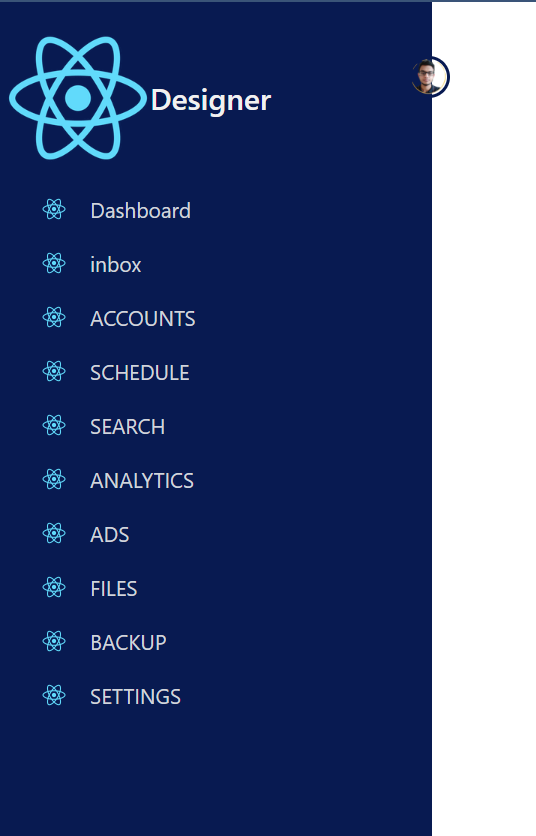 Designer
Dashboard
inbox
ACCOUNTS
SCHEDULE
SEARCH
ANALYTICS
ADS
FILES
BACKUP
SETTINGS